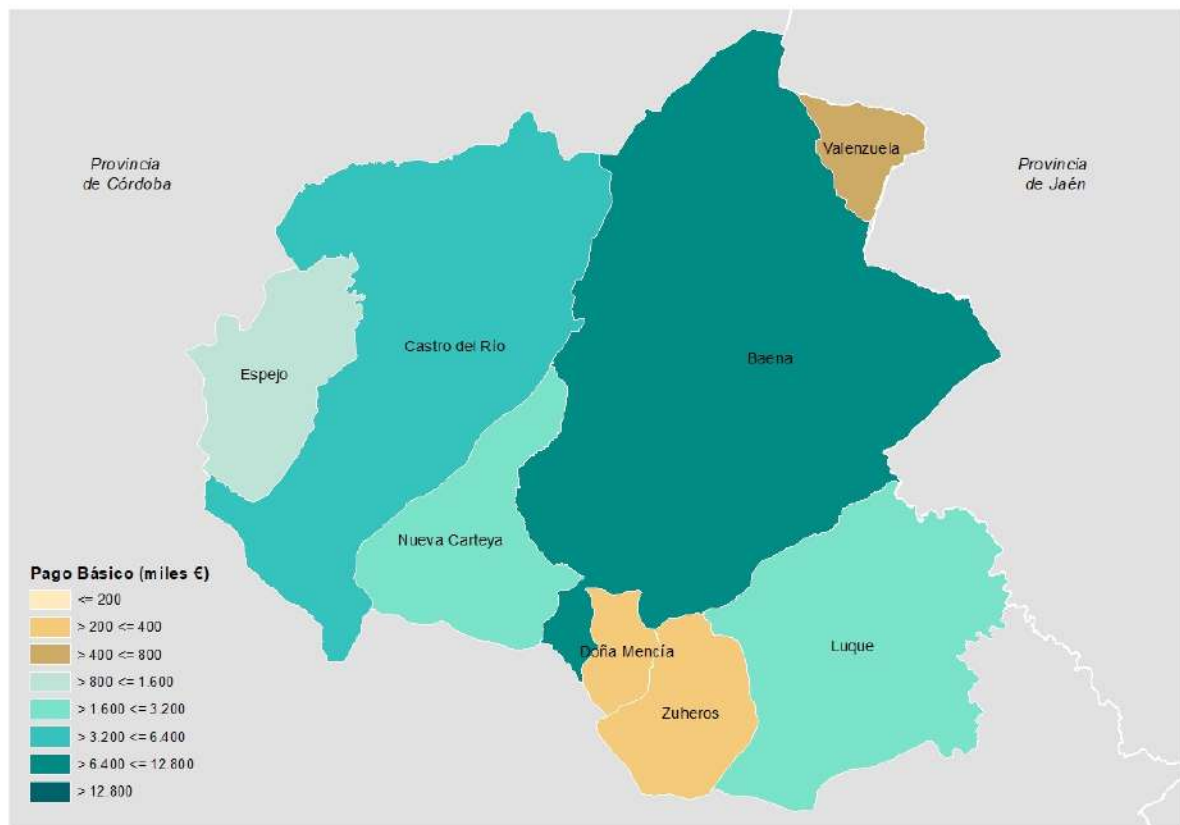 Provincia
de Córdoba
Provincia
de Jaén
Valenzuela
Castro del Río
Baena
Espejo
Nueva Carteya
Doña Mencía
Luque
Zuheros
Pago Básico (miles €)
<= 200
> 200 <= 400
> 400 <= 800
> 800 <= 1.600
> 1.600 <= 3.200
> 3.200 <= 6.400
> 6.400 <= 12.800
> 12.800